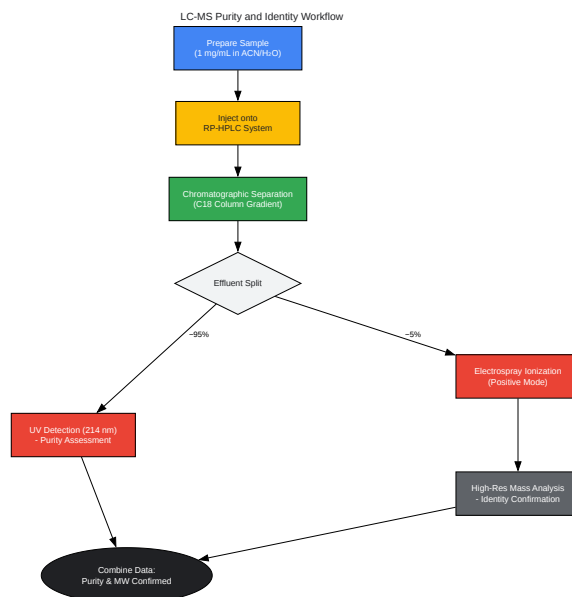 LC-MS Purity and Identity Workflow
Prepare Sample
(1 mg/mL in ACN/H₂O)
Inject onto
RP-HPLC System
Chromatographic Separation
(C18 Column Gradient)
Effluent Split
~95%
~5%
Electrospray Ionization
(Positive Mode)
UV Detection (214 nm)
- Purity Assessment
High-Res Mass Analysis
- Identity Confirmation
Combine Data:
Purity & MW Confirmed